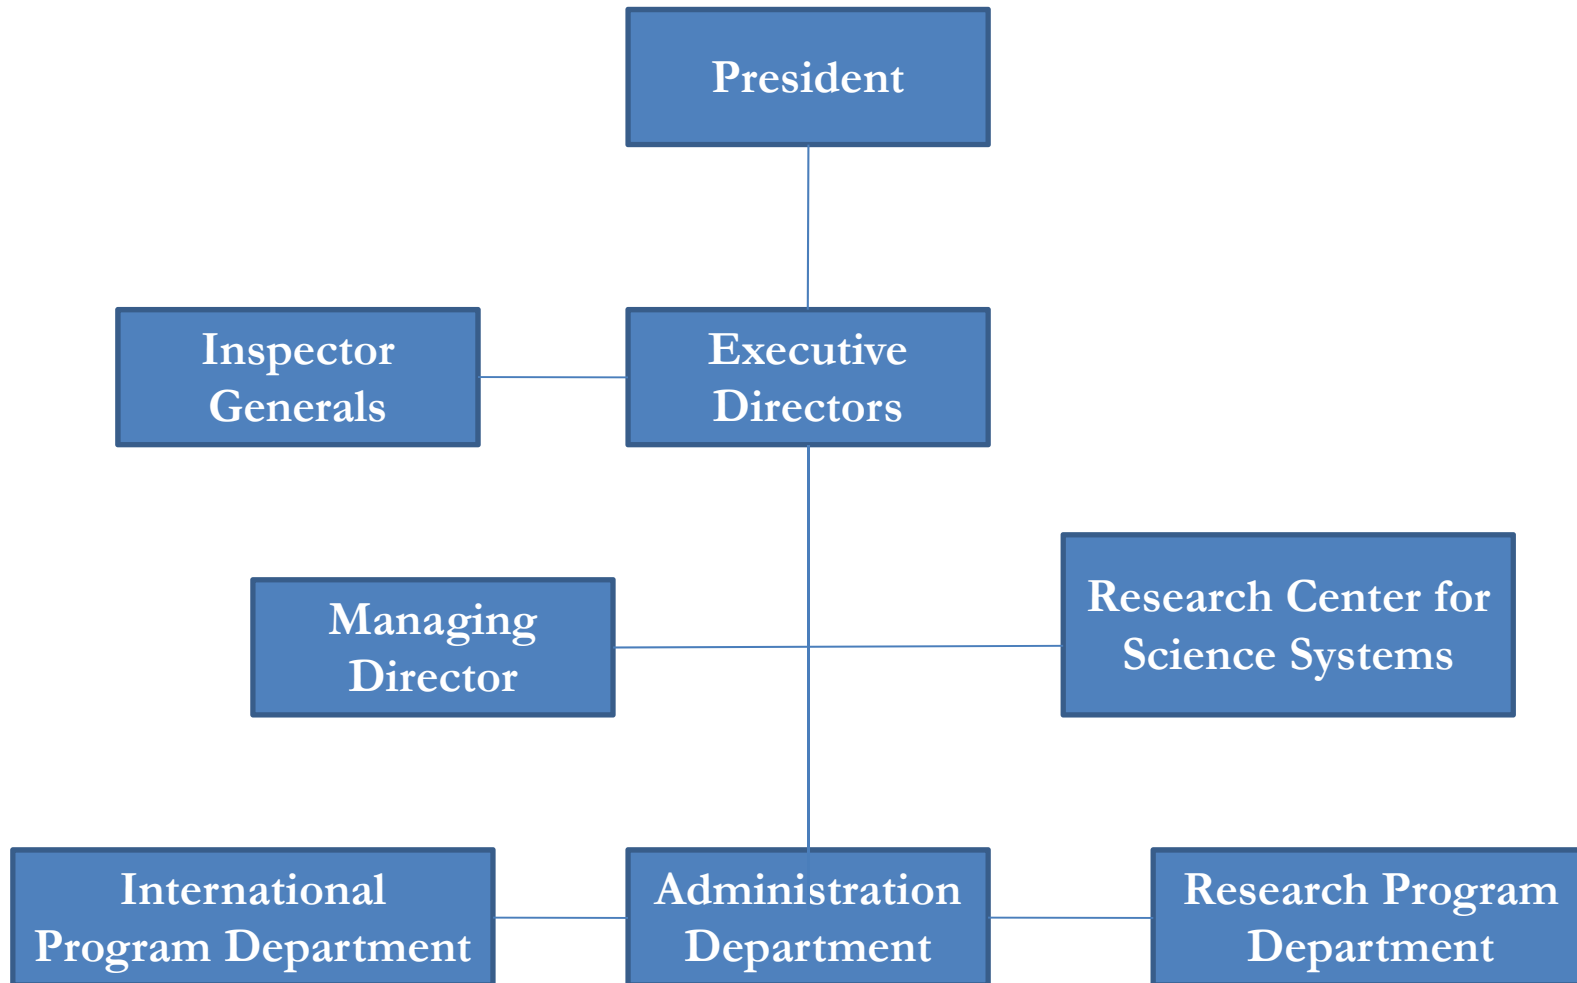 President
Inspector
Generals
Executive
Directors
Managing
Director
Research Center for
Science Systems
International
Program Department
Administration
Department
Research Program
Department